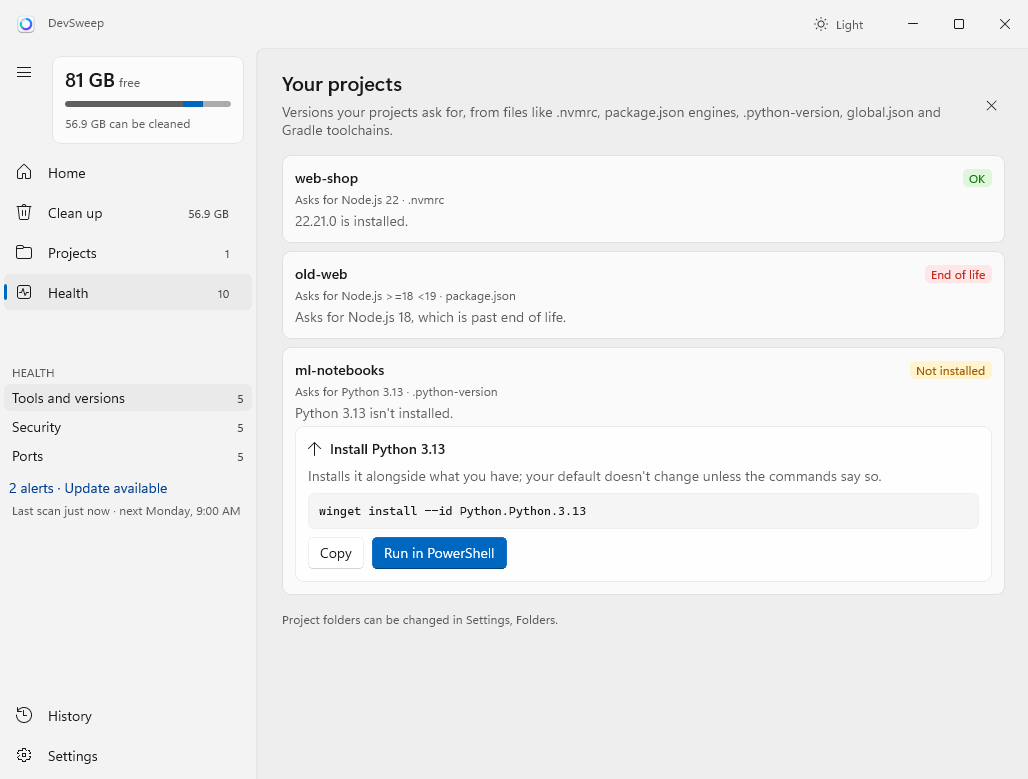 DevSweep
Light
81 GB free
56.9 GB can be cleaned
Home
Clean up 56.9 GB
Projects 1
Health 10
HEALTH
Tools and versions 5
Security 5
Ports 5
2 alerts · Update available
Last scan just now · next Monday, 9:00 AM
History
Settings
Your projects
Versions your projects ask for, from files like .nvmrc, package.json engines, .python-version, global.json and
Gradle toolchains.
web-shop OK
Asks for Node.js 22 · .nvmrc
22.21.0 is installed.
old-web End of life
Asks for Node.js >=18 <19 · package.json
Asks for Node.js 18, which is past end of life.
ml-notebooks Not installed
Asks for Python 3.13 · .python-version
Python 3.13 isn't installed.
Install Python 3.13
Installs it alongside what you have; your default doesn't change unless the commands say so.
winget install --id Python.Python.3.13
Copy Run in PowerShell
Project folders can be changed in Settings, Folders.